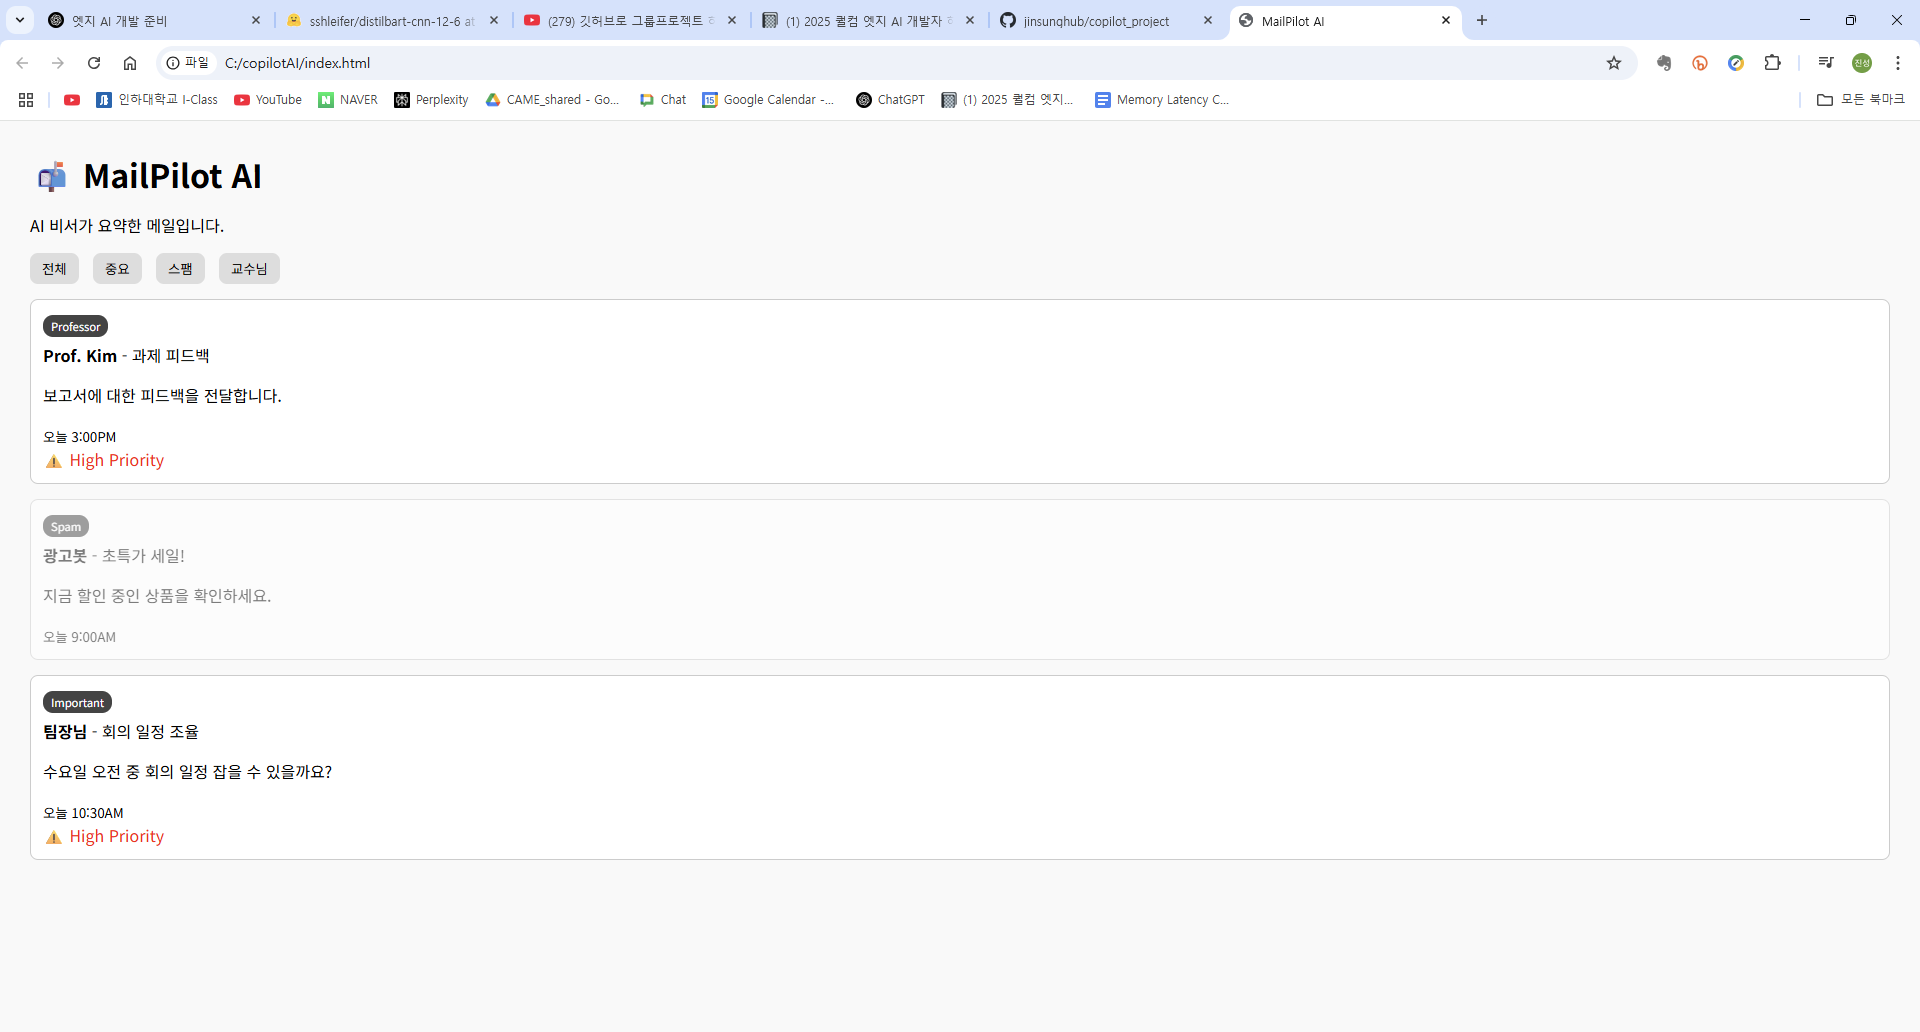 엣지 AI 개발 준비
sshleifer/distilbart-cnn-12-6 at
(279) 깃허브로 그룹프로젝트 하
(1) 2025 퀄컴 엣지 AI 개발자 해
jinsunghub/copilot_project
MailPilot AI
파일
C:/copilotAI/index.html
진성
인하대학교 I-Class
YouTube
NAVER
Perplexity
CAME_shared - Go...
Chat
15
Google Calendar -...
ChatGPT
(1) 2025 퀄컴 엣지...
Memory Latency C...
모든 북마크
MailPilot AI
AI 비서가 요약한 메일입니다.
전체
중요
스팸
교수님
Professor
Prof. Kim - 과제 피드백
보고서에 대한 피드백을 전달합니다.
오늘 3:00PM
High Priority
Spam
광고봇 - 초특가 세일!
지금 할인 중인 상품을 확인하세요.
오늘 9:00AM
Important
팀장님 - 회의 일정 조율
수요일 오전 중 회의 일정 잡을 수 있을까요?
오늘 10:30AM
High Priority